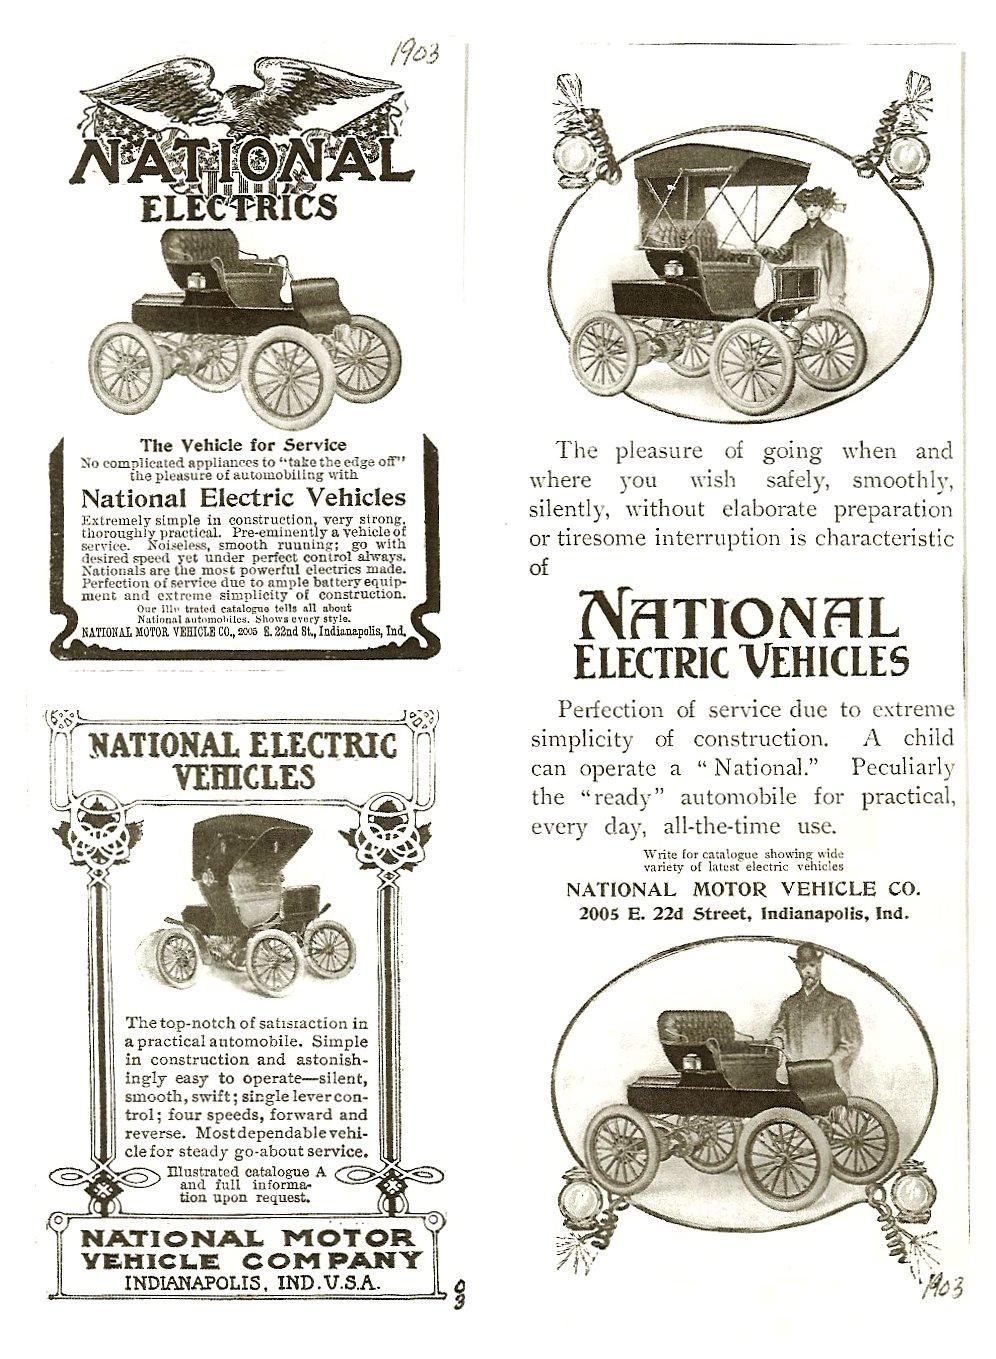 1903
NATIONAL
ELECTRICS
The Vehicle for Service
No complicated appliances to "take the edge off"
the pleasure of automobiling with
National Electric Vehicles
Extremely simple in construction, very strong,
thoroughly practical. Pre-eminently a vehicle of
service. Noiseless, smooth running; go with
desired speed yet under perfect control always.
Nationals are the most powerful electrics made.
Perfection of service due to ample battery equip-
ment and extreme simplicity of construction.
Our illu trated catalogue tells all about
National automobiles. Shows every style.
NATIONAL MOTOR VEHICLE CO., 2005 E. 22nd St., Indianapolis, Ind.
NATIONAL ELECTRIC
VEHICLES
The top-notch of satisfaction in
a practical automobile. Simple
in construction and astonish-
ingly easy to operate—silent,
smooth, swift; single lever con-
trol; four speeds, forward and
reverse. Most dependable vehi-
cle for steady go-about service.
Illustrated catalogue A
and full informa-
tion upon request.
NATIONAL MOTOR
VEHICLE COMPANY
INDIANAPOLIS, IND. U.S.A.
03
The pleasure of going when and
where you wish safely, smoothly,
silently, without elaborate preparation
or tiresome interruption is characteristic
of
NATIONAL
ELECTRIC VEHICLES
Perfection of service due to extreme
simplicity of construction. A child
can operate a "National." Peculiarly
the "ready" automobile for practical,
every day, all-the-time use.
Write for catalogue showing wide
variety of latest electric vehicles
NATIONAL MOTOR VEHICLE CO.
2005 E. 22d Street, Indianapolis, Ind.
1903